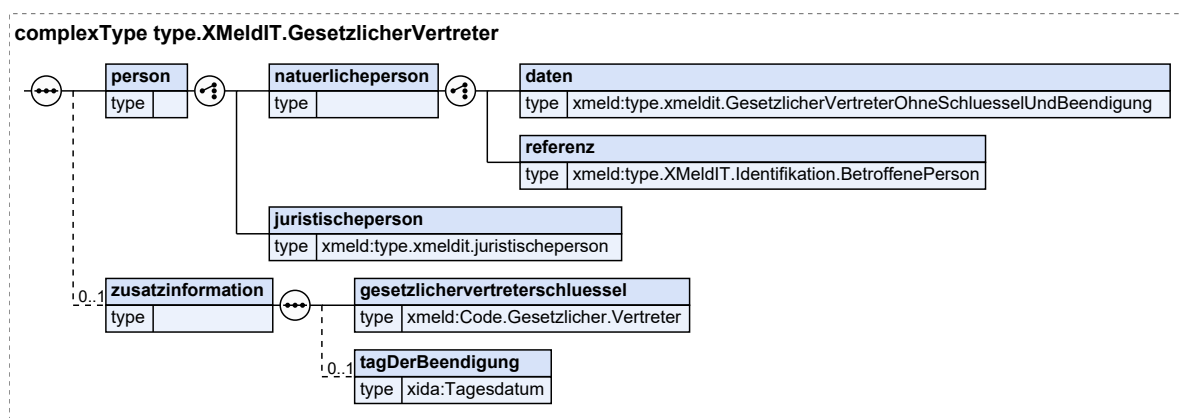 complexType type.XMeldIT.GesetzlicherVertreter
person
type
natuerlicheperson
type
daten
type xmeld:type.xmeldit.GesetzlicherVertreterOhneSchluesselUndBeendigung
referenz
type xmeld:type.XMeldIT.Identifikation.BetroffenePerson
juristischeperson
type xmeld:type.xmeldit.juristischeperson
0..1
zusatzinformation
type
gesetzlichervertreterschluessel
type xmeld:Code.Gesetzlicher.Vertreter
0..1
tagDerBeendigung
type xida:Tagesdatum